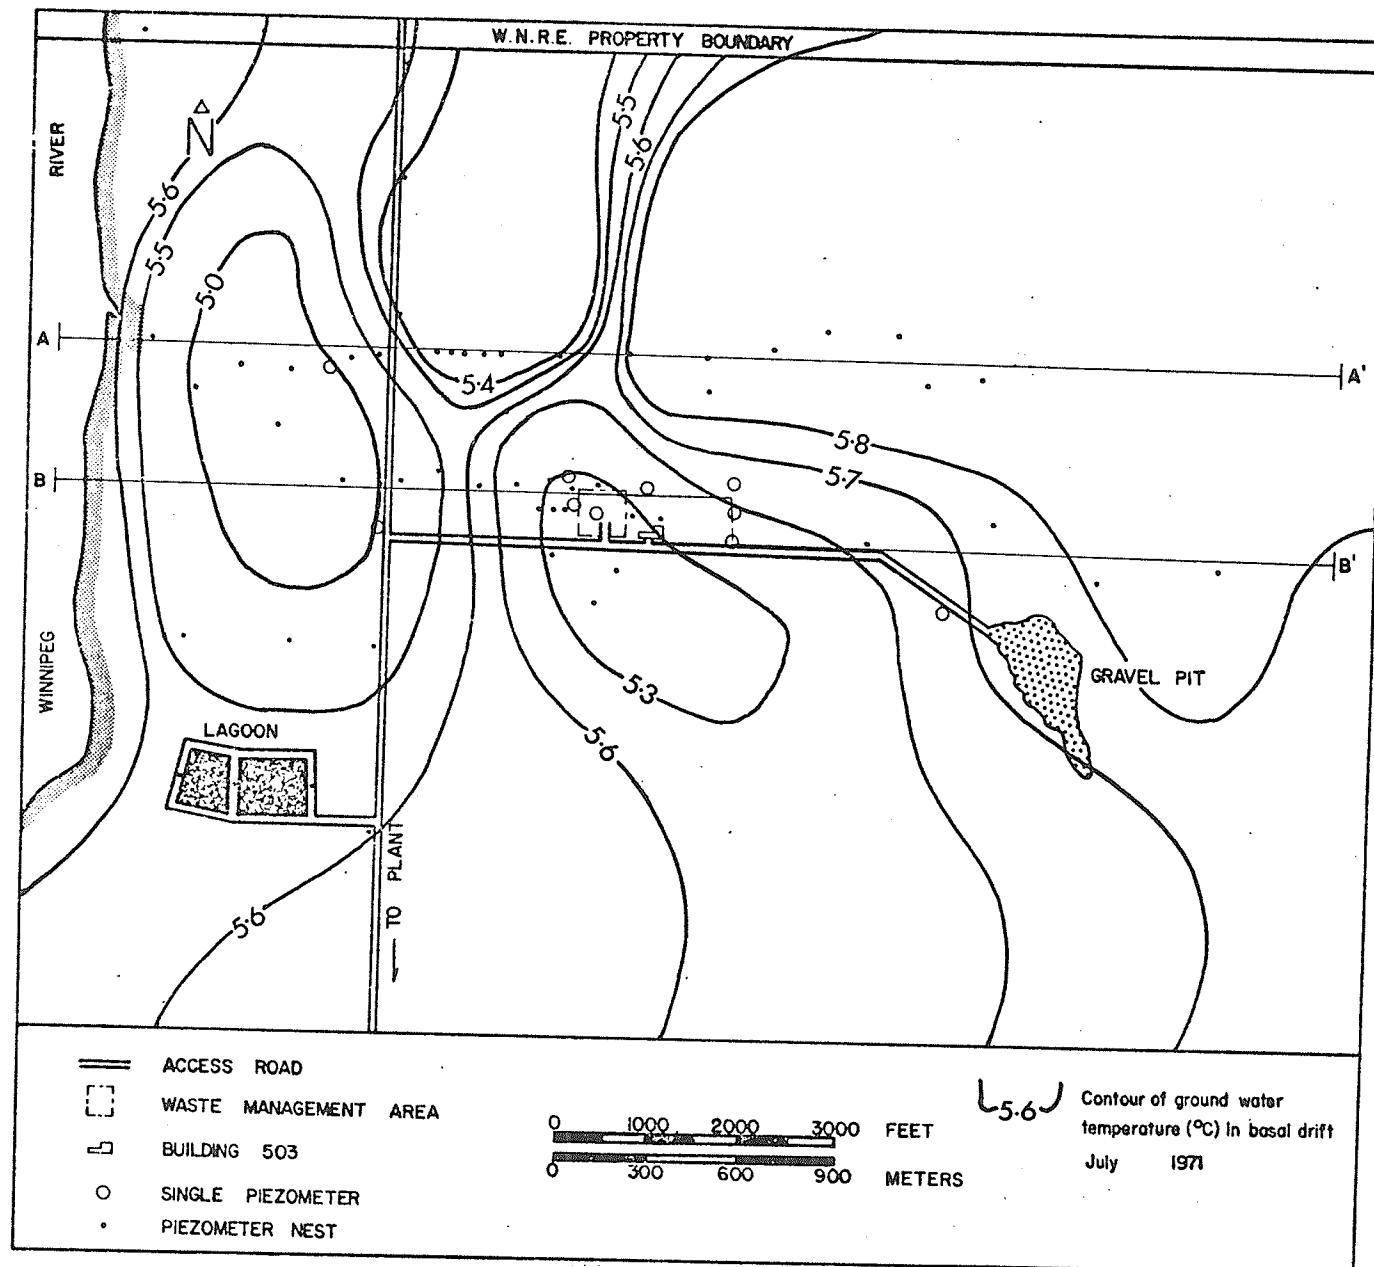 W.N.R.E. PROPERTY BOUNDARY
N
RIVER
WINNIPEG
5.6
5.5
5.0
5.5
5.6
A
A'
5.4
5.8
5.7
B
B'
GRAVEL PIT
5.3
5.6
LAGOON
TO PLANT
5.6
ACCESS ROAD
WASTE MANAGEMENT AREA
BUILDING 503
SINGLE PIEZOMETER
PIEZOMETER NEST
0 1000 2000 3000 FEET
0 300 600 900 METERS
5.6
Contour of ground water
temperature (°C) in basal drift
July 1971